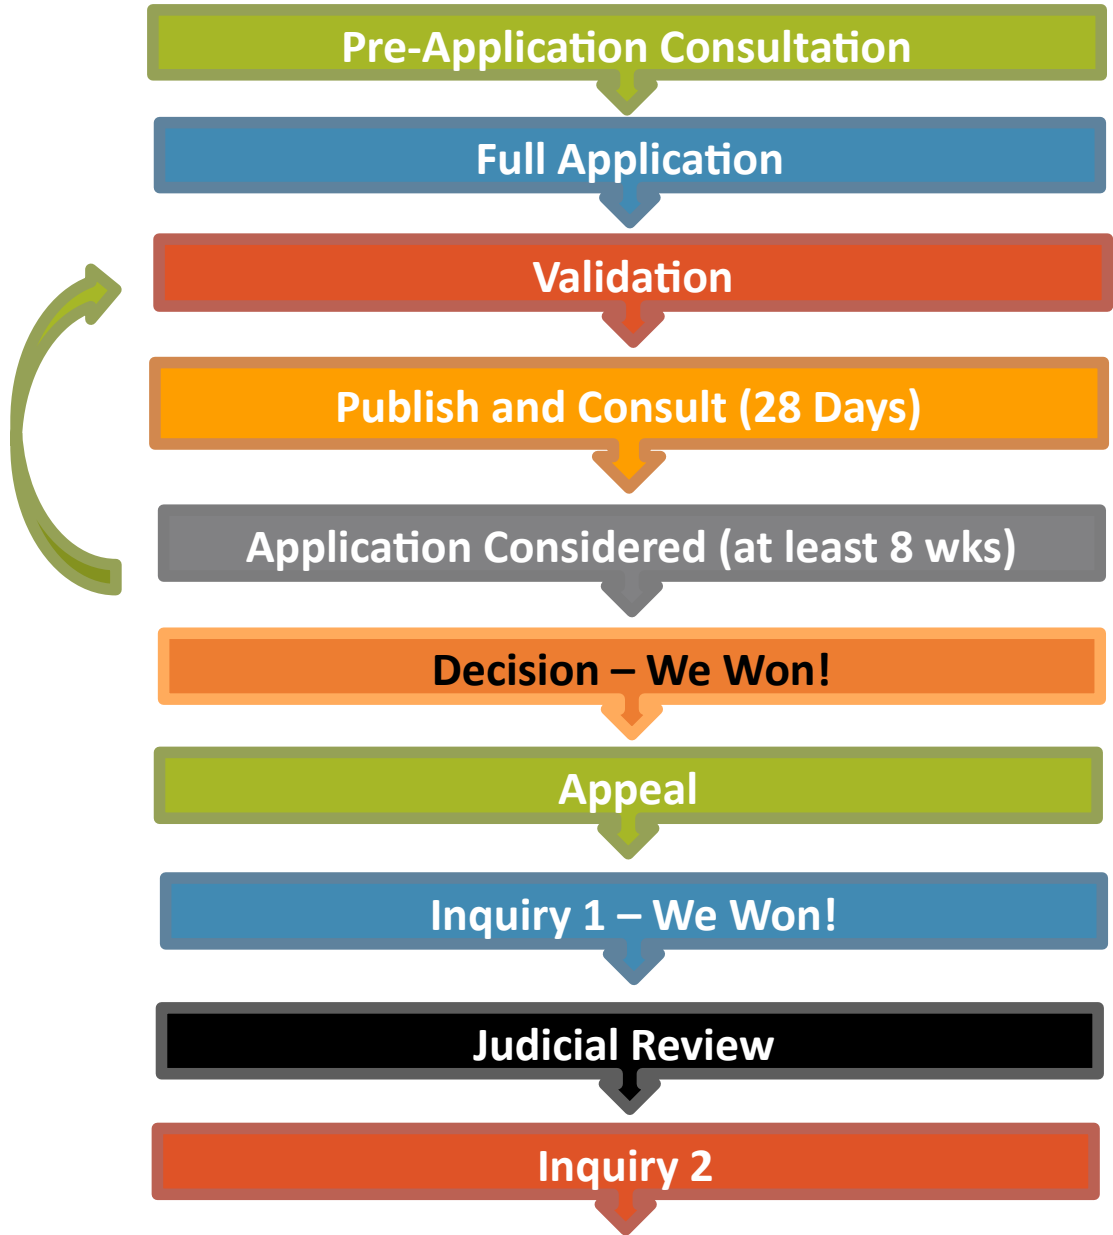 Pre-Application Consultation
Full Application
Validation
Publish and Consult (28 Days)
Application Considered (at least 8 wks)
Decision – We Won!
Appeal
Inquiry 1 – We Won!
Judicial Review
Inquiry 2